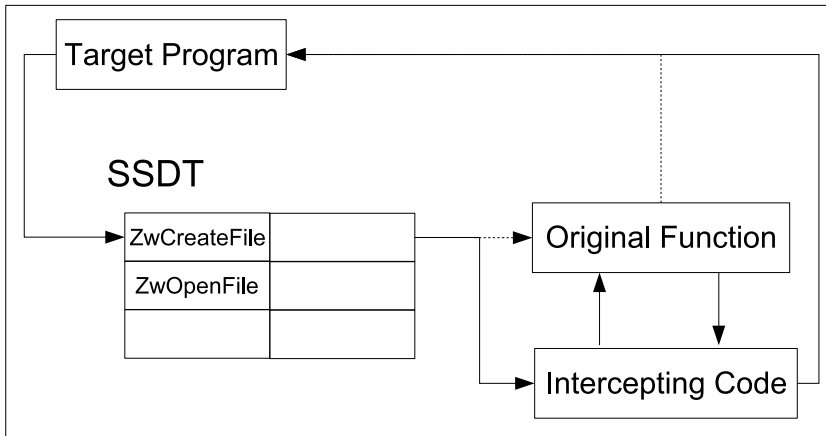 Target Program
SSDT
ZwCreateFile
Original Function
ZwOpenFile
Intercepting Code